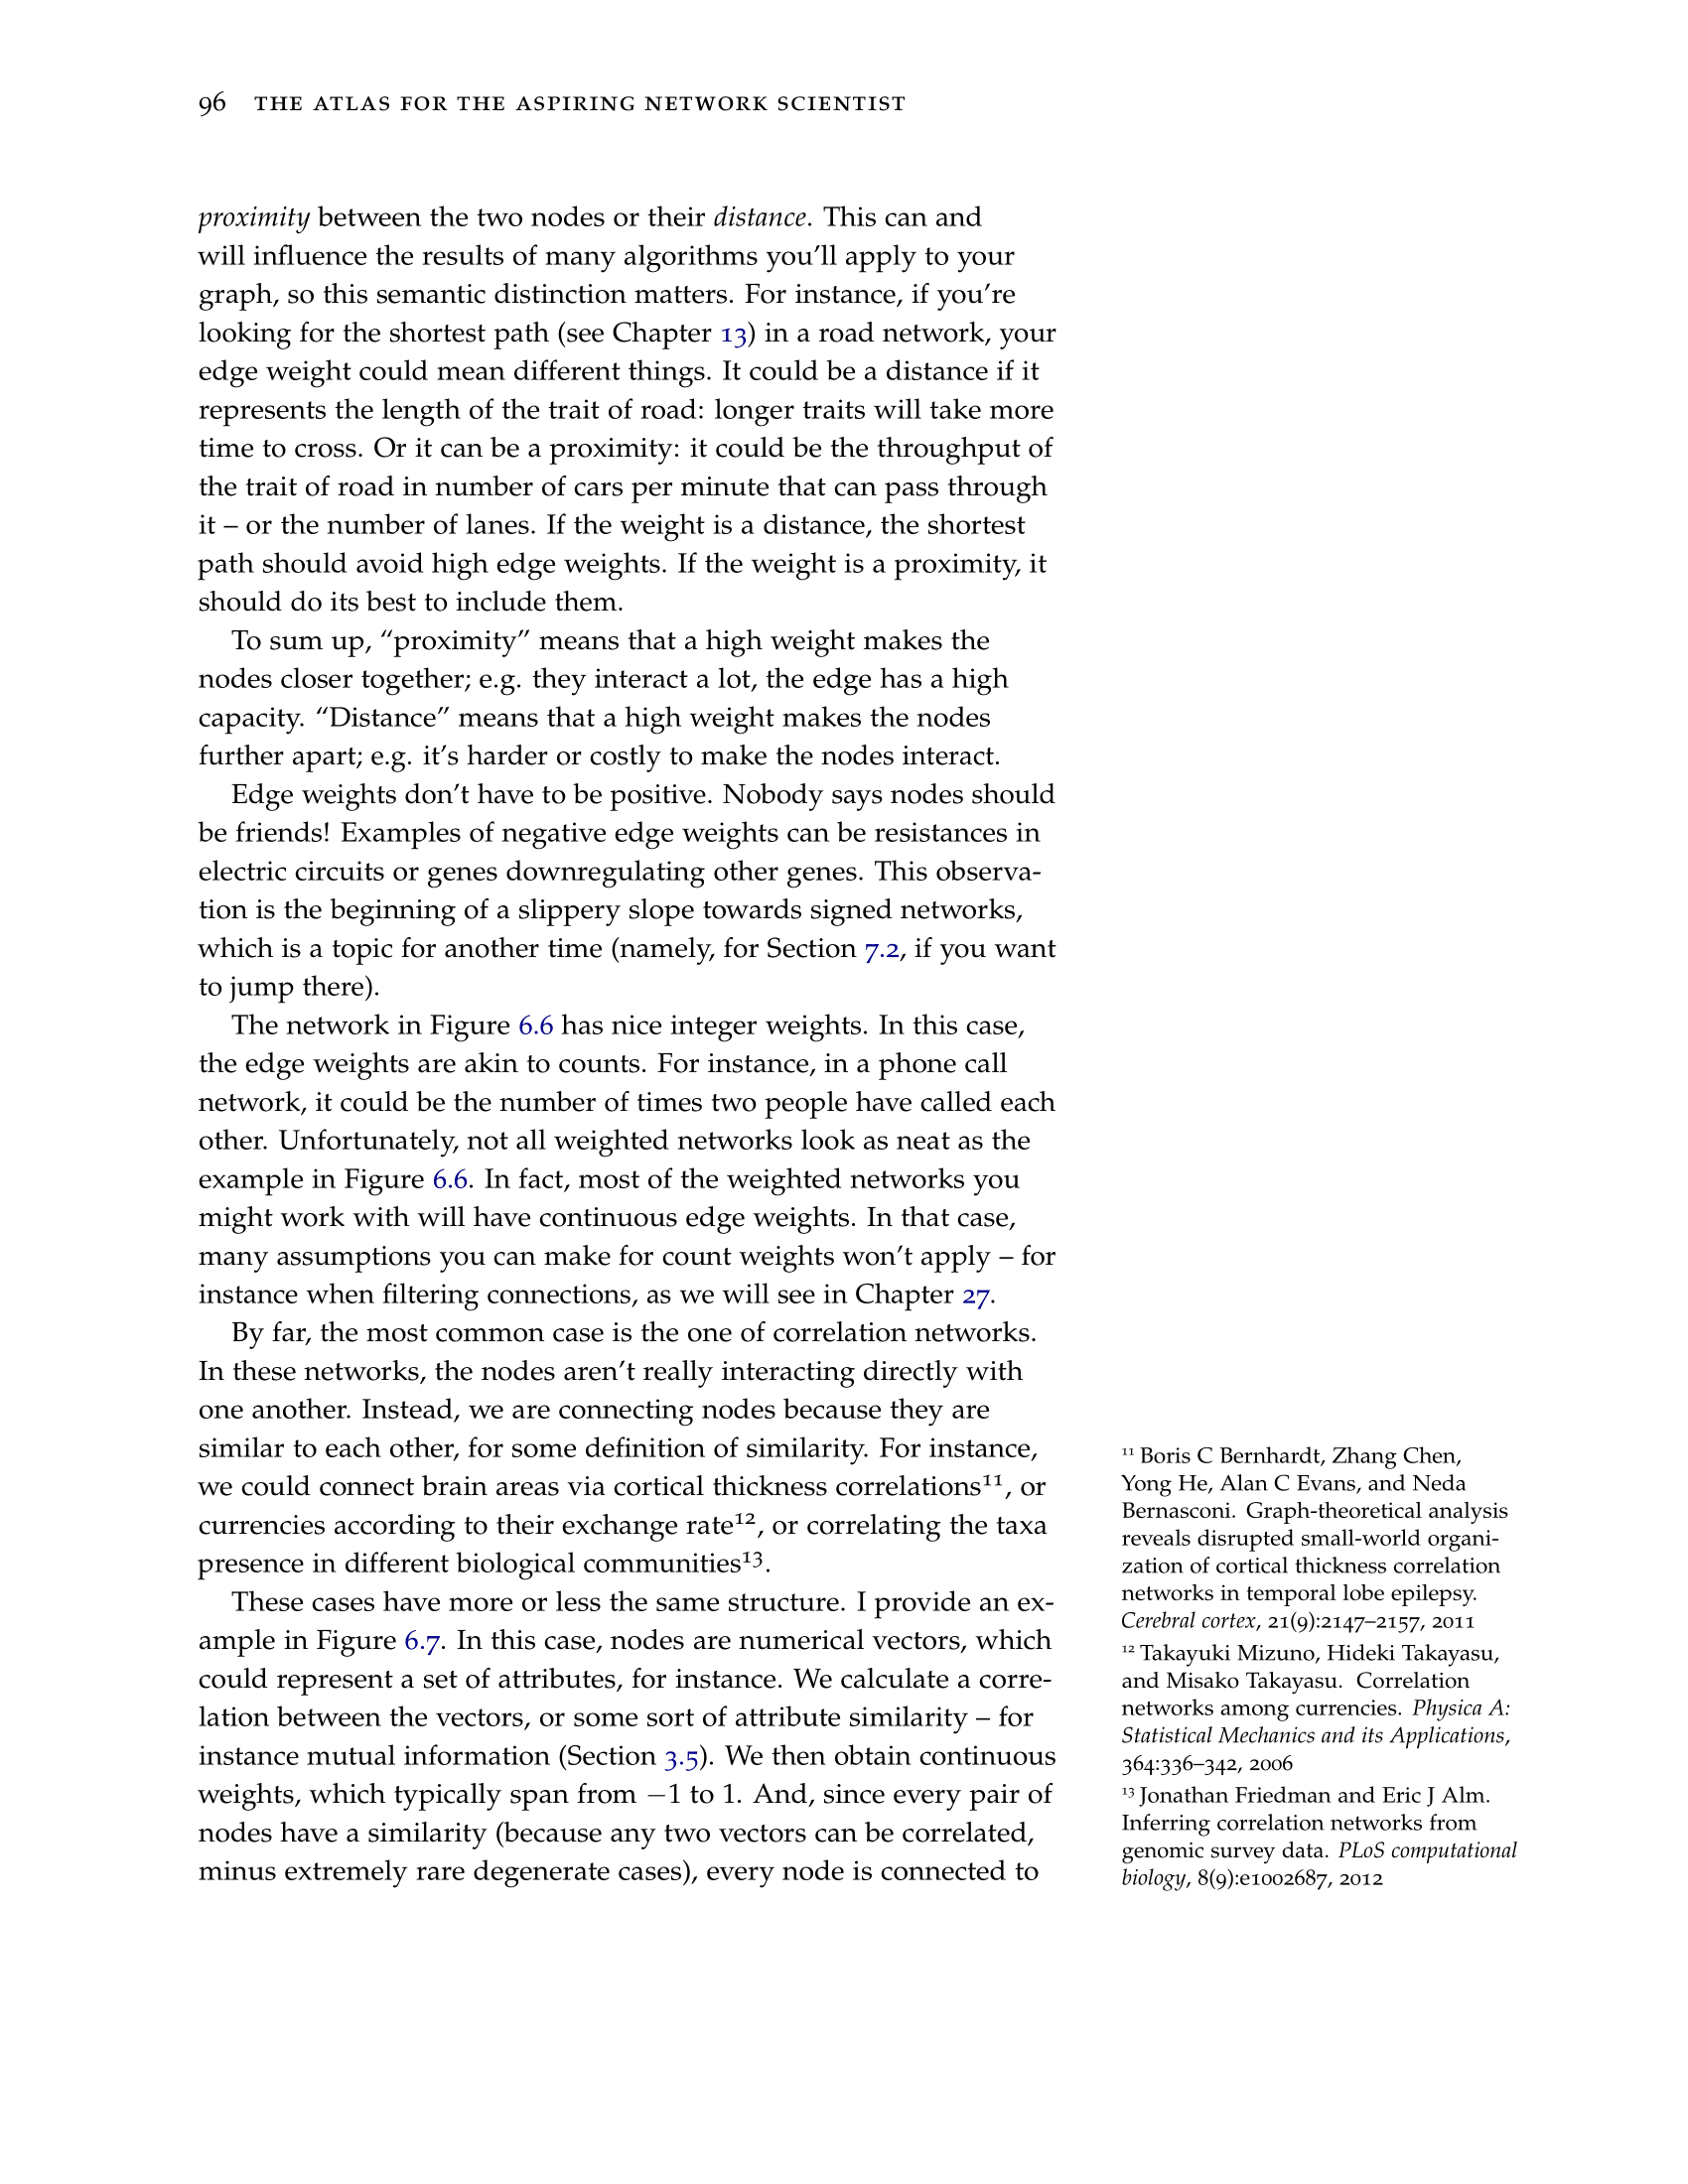 96 THE ATLAS FOR THE ASPIRING NETWORK SCIENTIST
proximity between the two nodes or their distance. This can and
will influence the results of many algorithms you'll apply to your
graph, so this semantic distinction matters. For instance, if you're
looking for the shortest path (see Chapter 13) in a road network, your
edge weight could mean different things. It could be a distance if it
represents the length of the trait of road: longer traits will take more
time to cross. Or it can be a proximity: it could be the throughput of
the trait of road in number of cars per minute that can pass through
it – or the number of lanes. If the weight is a distance, the shortest
path should avoid high edge weights. If the weight is a proximity, it
should do its best to include them.
To sum up, “proximity” means that a high weight makes the
nodes closer together; e.g. they interact a lot, the edge has a high
capacity. “Distance” means that a high weight makes the nodes
further apart; e.g. it's harder or costly to make the nodes interact.
Edge weights don't have to be positive. Nobody says nodes should
be friends! Examples of negative edge weights can be resistances in
electric circuits or genes downregulating other genes. This observa-
tion is the beginning of a slippery slope towards signed networks,
which is a topic for another time (namely, for Section 7.2, if you want
to jump there).
The network in Figure 6.6 has nice integer weights. In this case,
the edge weights are akin to counts. For instance, in a phone call
network, it could be the number of times two people have called each
other. Unfortunately, not all weighted networks look as neat as the
example in Figure 6.6. In fact, most of the weighted networks you
might work with will have continuous edge weights. In that case,
many assumptions you can make for count weights won't apply – for
instance when filtering connections, as we will see in Chapter 27.
By far, the most common case is the one of correlation networks.
In these networks, the nodes aren't really interacting directly with
one another. Instead, we are connecting nodes because they are
similar to each other, for some definition of similarity. For instance,
we could connect brain areas via cortical thickness correlations¹¹, or
currencies according to their exchange rate¹², or correlating the taxa
presence in different biological communities¹³.
These cases have more or less the same structure. I provide an ex-
ample in Figure 6.7. In this case, nodes are numerical vectors, which
could represent a set of attributes, for instance. We calculate a corre-
lation between the vectors, or some sort of attribute similarity – for
instance mutual information (Section 3.5). We then obtain continuous
weights, which typically span from −1 to 1. And, since every pair of
nodes have a similarity (because any two vectors can be correlated,
minus extremely rare degenerate cases), every node is connected to
¹¹ Boris C Bernhardt, Zhang Chen,
Yong He, Alan C Evans, and Neda
Bernasconi. Graph-theoretical analysis
reveals disrupted small-world organi-
zation of cortical thickness correlation
networks in temporal lobe epilepsy.
Cerebral cortex, 21(9):2147–2157, 2011
¹² Takayuki Mizuno, Hideki Takayasu,
and Misako Takayasu. Correlation
networks among currencies. Physica A:
Statistical Mechanics and its Applications,
364:336–342, 2006
¹³ Jonathan Friedman and Eric J Alm.
Inferring correlation networks from
genomic survey data. PLoS computational
biology, 8(9):e1002687, 2012